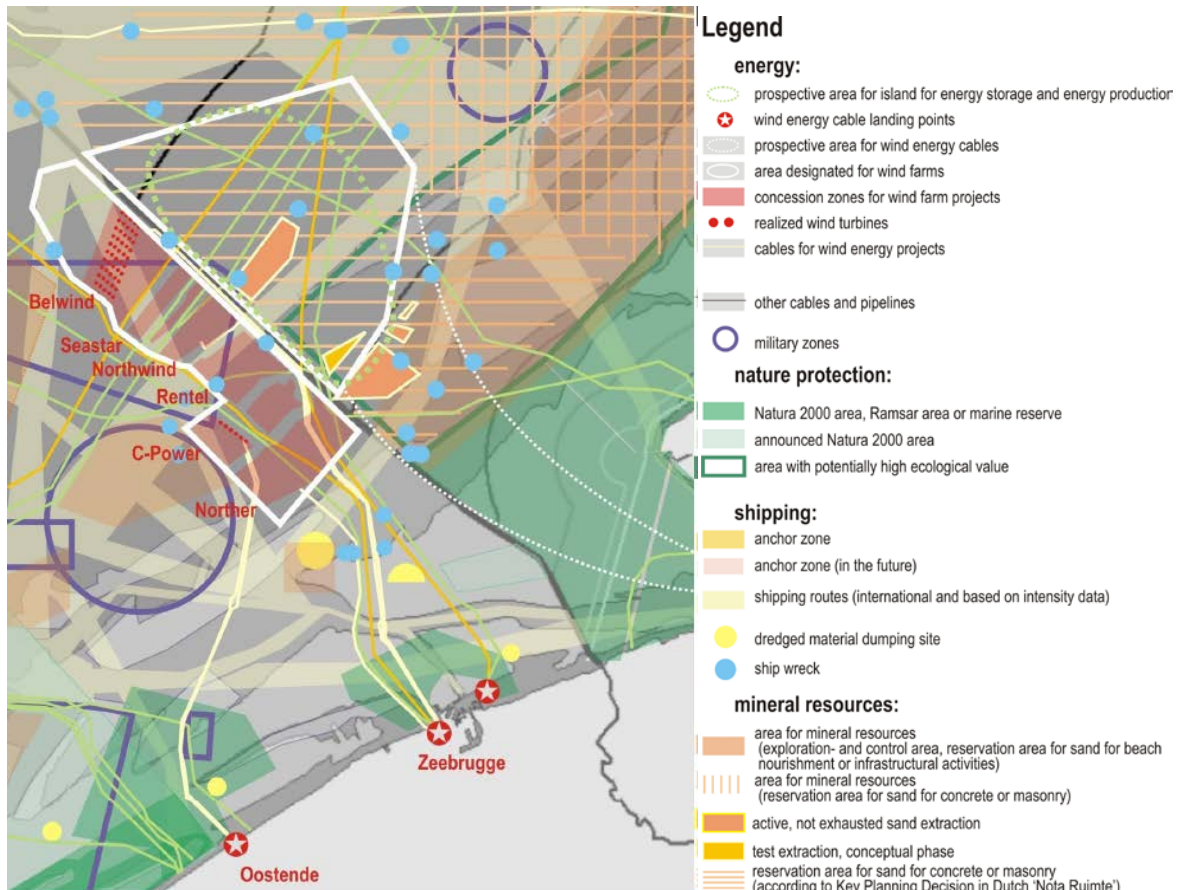 Belwind
Seastar
Northwind
Rentel
C-Power
Norther
Zeebrugge
Oostende
Legend
energy:
prospective area for island for energy storage and energy production
wind energy cable landing points
prospective area for wind energy cables
area designated for wind farms
concession zones for wind farm projects
realized wind turbines
cables for wind energy projects
other cables and pipelines
military zones
nature protection:
Natura 2000 area, Ramsar area or marine reserve
announced Natura 2000 area
area with potentially high ecological value
shipping:
anchor zone
anchor zone (in the future)
shipping routes (international and based on intensity data)
dredged material dumping site
ship wreck
mineral resources:
area for mineral resources
(exploration- and control area, reservation area for sand for beach
nourishment or infrastructural activities)
area for mineral resources
(reservation area for sand for concrete or masonry)
active, not exhausted sand extraction
test extraction, conceptual phase
reservation area for sand for concrete or masonry
(according to Key Planning Decision in Dutch 'Nota Ruimte')